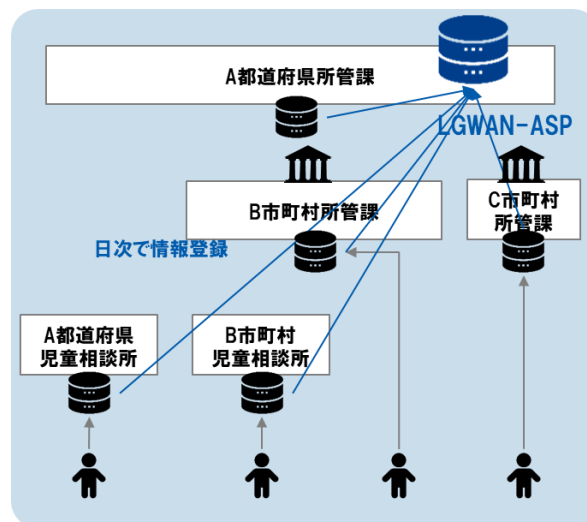 A都道府県所管課
LGWAN-ASP
B市町村所管課
C市町村
所管課
日次で情報登録
A都道府県
児童相談所
B市町村
児童相談所